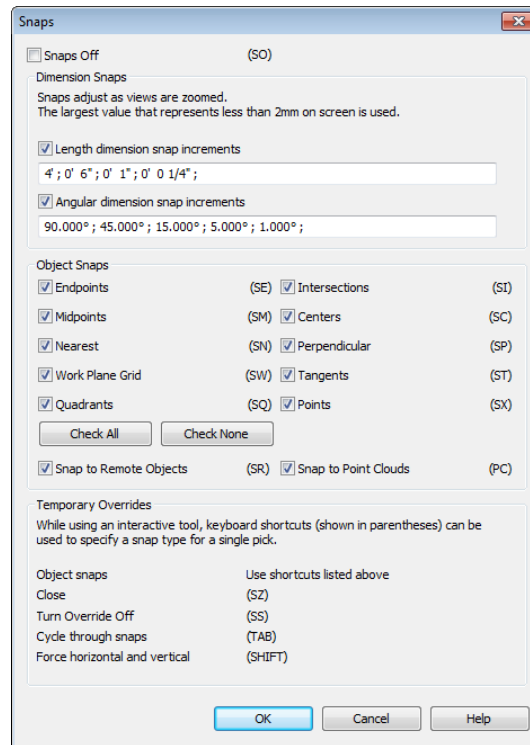 Snaps
Snaps Off (SO)
Dimension Snaps
Snaps adjust as views are zoomed.
The largest value that represents less than 2mm on screen is used.
Length dimension snap increments
4' ; 0' 6" ; 0' 1" ; 0' 0 1/4" ;
Angular dimension snap increments
90.000° ; 45.000° ; 15.000° ; 5.000° ; 1.000° ;
Object Snaps
Endpoints (SE) Intersections (SI)
Midpoints (SM) Centers (SC)
Nearest (SN) Perpendicular (SP)
Work Plane Grid (SW) Tangents (ST)
Quadrants (SQ) Points (SX)
Check All Check None
Snap to Remote Objects (SR) Snap to Point Clouds (PC)
Temporary Overrides
While using an interactive tool, keyboard shortcuts (shown in parentheses) can be
used to specify a snap type for a single pick.
Object snaps Use shortcuts listed above
Close (SZ)
Turn Override Off (SS)
Cycle through snaps (TAB)
Force horizontal and vertical (SHIFT)
OK Cancel Help